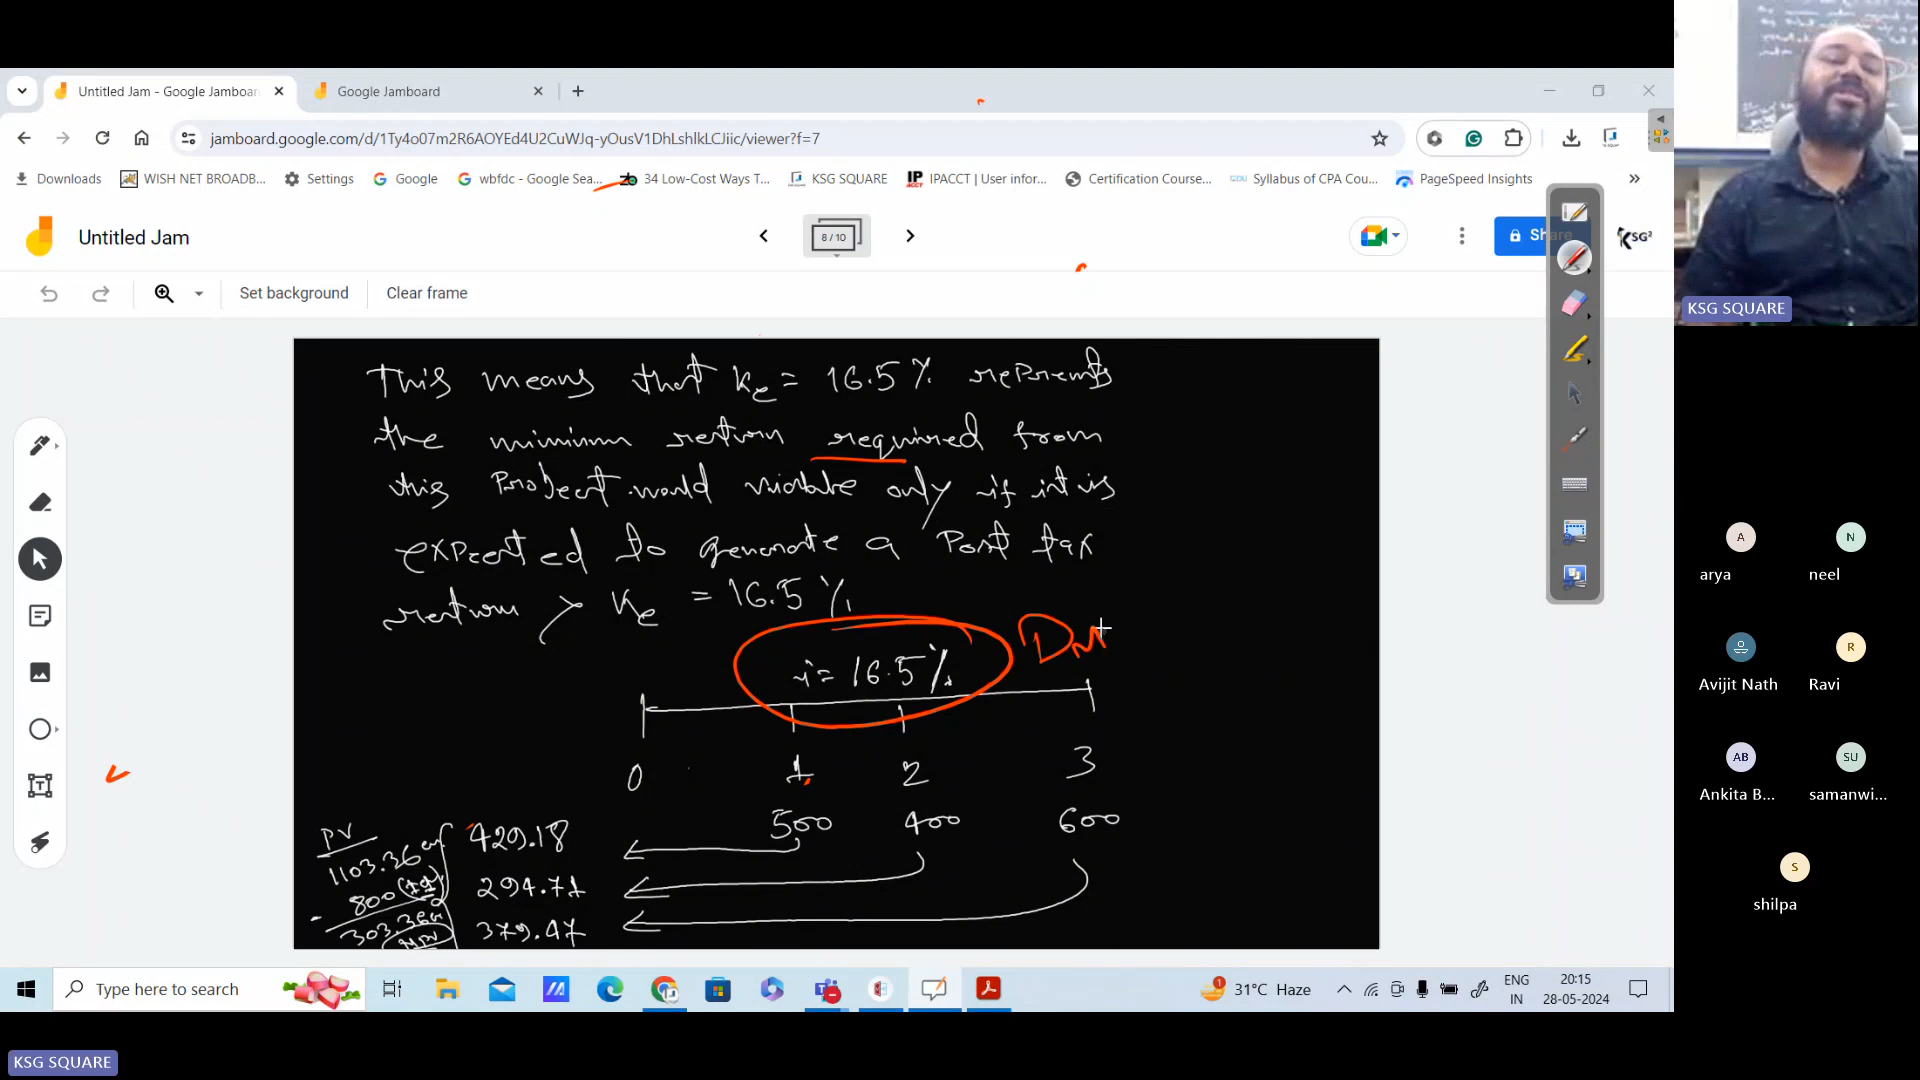 Untitled Jam - Google Jamboar
Google Jamboard
jamboard.google.com/d/1Ty4o07m2R6AOYEd4U2CuWJq-yOusV1DhLshlkLCJiic/viewer?f=7
Downloads WISH NET BROADB... Settings Google wbfdc - Google Sea... 34 Low-Cost Ways T... KSG SQUARE IPACCT | User infor... Certification Course... Syllabus of CPA Cou... PageSpeed Insights
Untitled Jam
8 / 10
Share
KSG²
Set background
Clear frame
This means that Ke = 16.5 % represents
the minimum return required from
this Project. would viable only if it is
expected to generate a Post tax
return > Ke = 16.5 %
i = 16.5 %
0 1 2 3
500 400 600
PV
1103.36
800
303.36
429.18
294.71
379.47
KSG SQUARE
arya
neel
Avijit Nath
Ravi
Ankita B...
samanwi...
shilpa
A
N
R
AB
SU
S
Type here to search
31°C Haze
ENG
IN
20:15
28-05-2024
KSG SQUARE